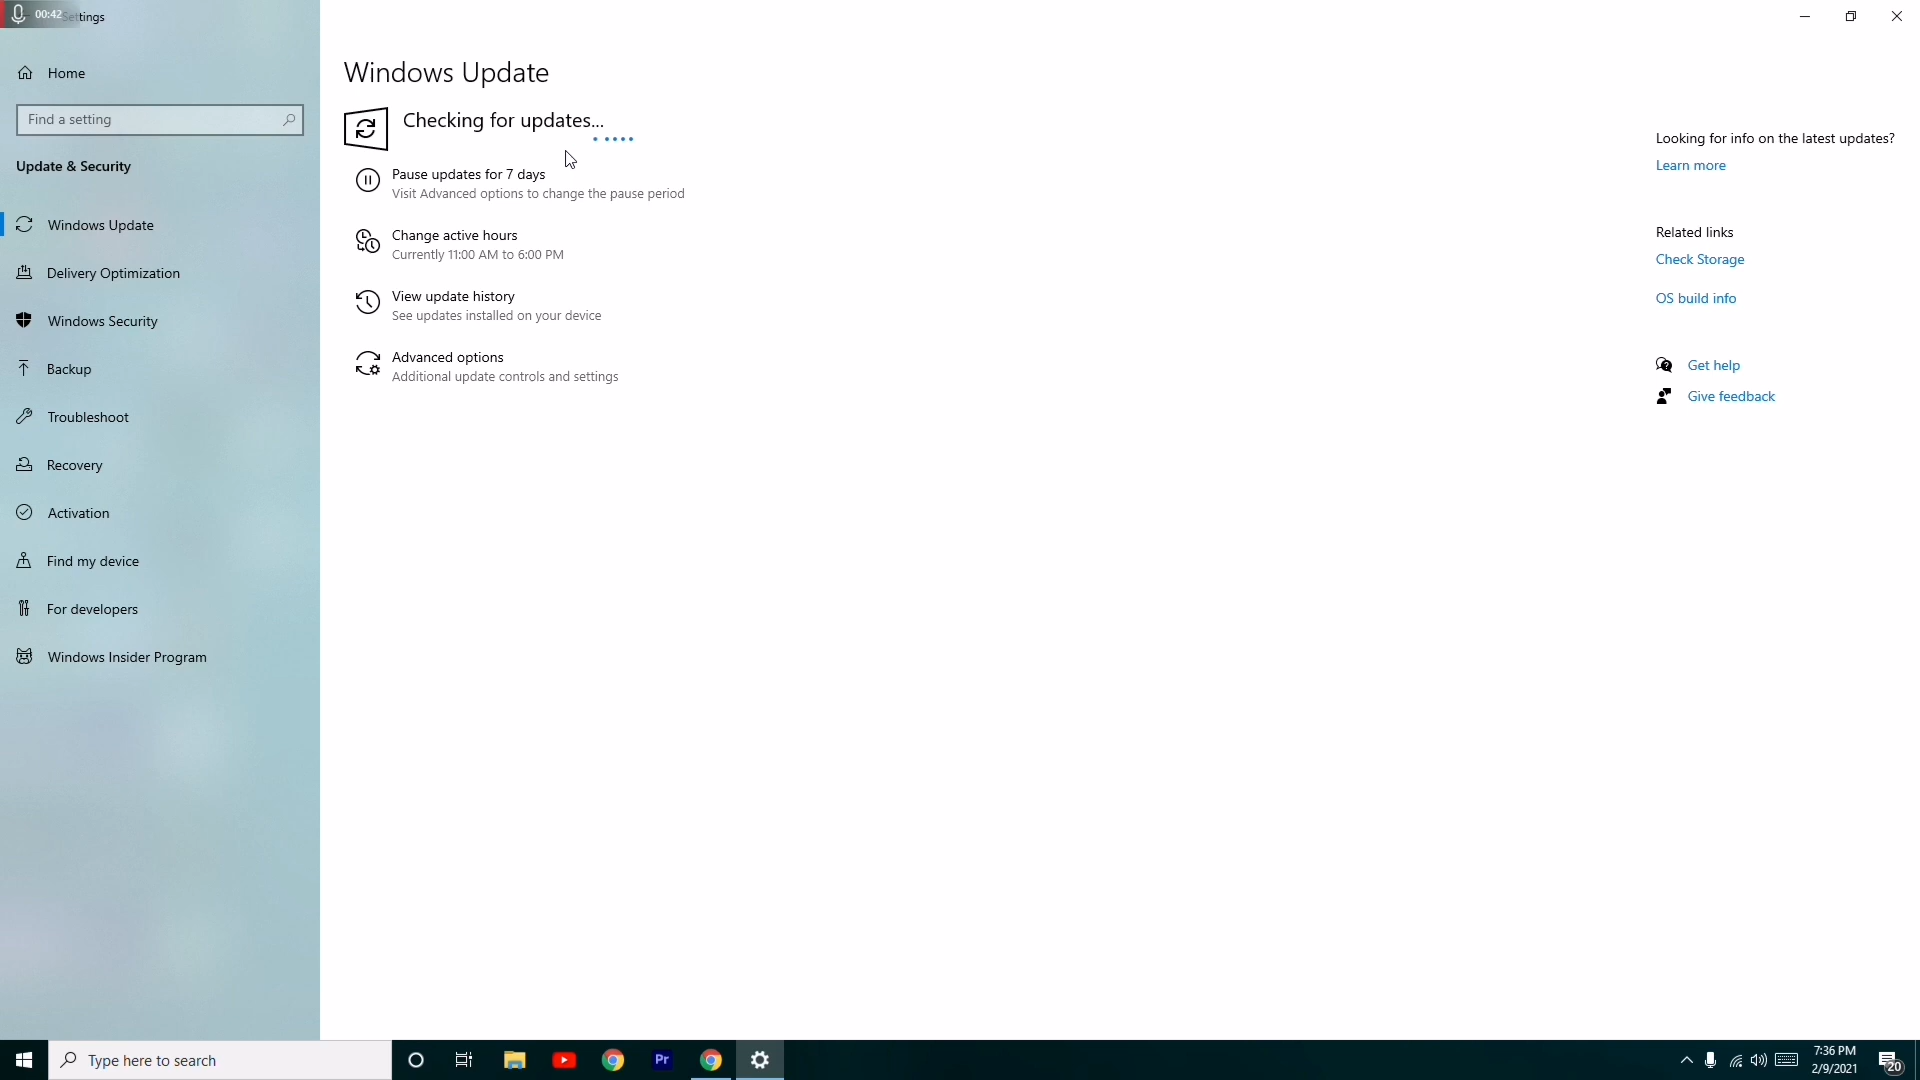 00:42 ttings
Home
Find a setting
Update & Security
Windows Update
Delivery Optimization
Windows Security
Backup
Troubleshoot
Recovery
Activation
Find my device
For developers
Windows Insider Program
Windows Update
Checking for updates...
Pause updates for 7 days
Visit Advanced options to change the pause period
Change active hours
Currently 11:00 AM to 6:00 PM
View update history
See updates installed on your device
Advanced options
Additional update controls and settings
Looking for info on the latest updates?
Learn more
Related links
Check Storage
OS build info
Get help
Give feedback
Type here to search
Pr
7:36 PM
2/9/2021
20